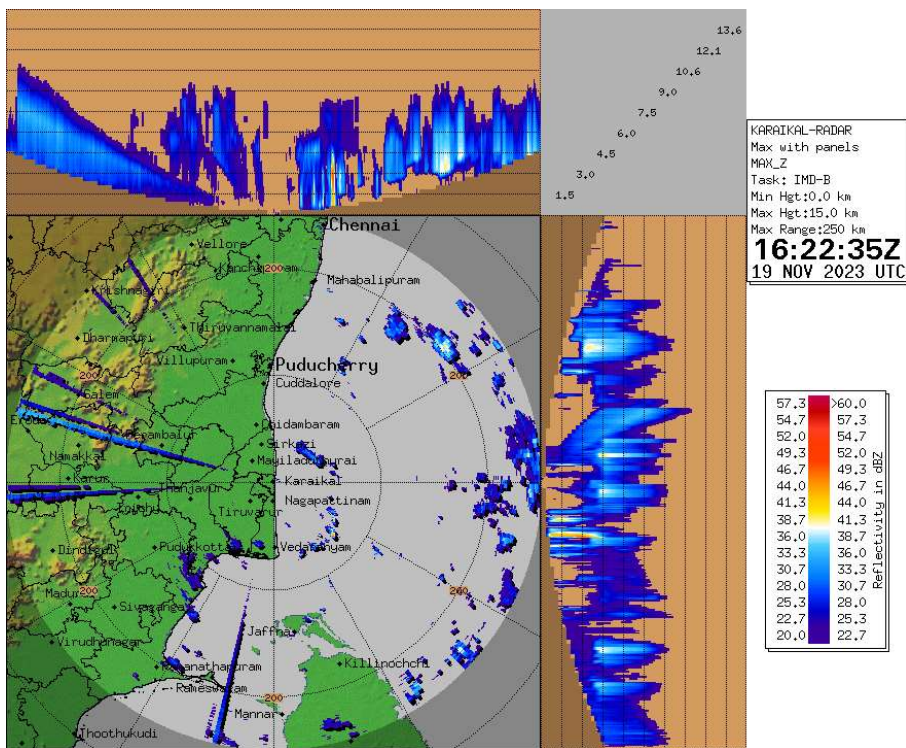 13.6
12.1
10.6
9.0
7.5
6.0
4.5
3.0
1.5
KARAIKAL-RADAR
Max with panels
MAX_Z
Task: IMD-B
Min Hgt:0.0 km
Max Hgt:15.0 km
Max Range:250 km
16:22:35Z
19 NOV 2023 UTC
Chennai
Vellore
200
Mahabalipuram
Krishnagiri
Thiruvannamalai
Dharmapuri
Villupuram
Puducherry
200
200
Cuddalore
Salem
Chidambaram
Sirkazi
Namakkal
Mayiladuthurai
Karur
Karaikal
Thanjavur
Nagapattinam
Tiruvarur
Vedaranyam
200
200
Sivaganga
Jaffna
Virudhunagar
Killinochchi
Rameswaram
200
Mannar
Thoothukudi
57.3 >60.0
54.7 57.3
52.0 54.7
49.3 52.0
46.7 49.3
44.0 46.7
41.3 44.0
38.7 41.3
36.0 38.7
33.3 36.0
30.7 33.3
28.0 30.7
25.3 28.0
22.7 25.3
20.0 22.7
Reflectivity in dBZ